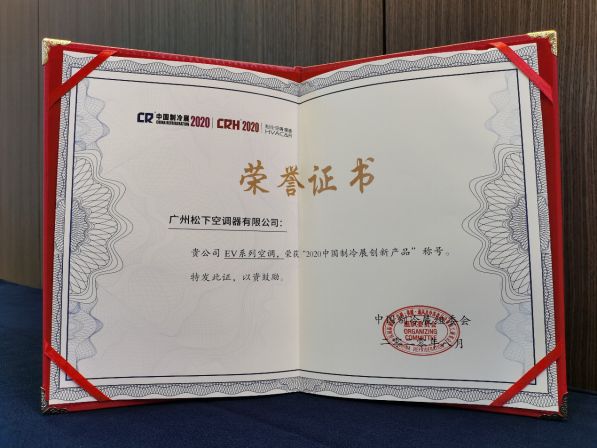 CR 中国制冷展 2020 CRH 2020
CHINA REFRIGERATION HVACAR
荣誉证书
广州松下空调器有限公司：
贵公司 EV系列空调，荣获“2020中国制冷展创新产品”称号。
特发此证，以资鼓励。
ORGANIZING
COMMITTEE